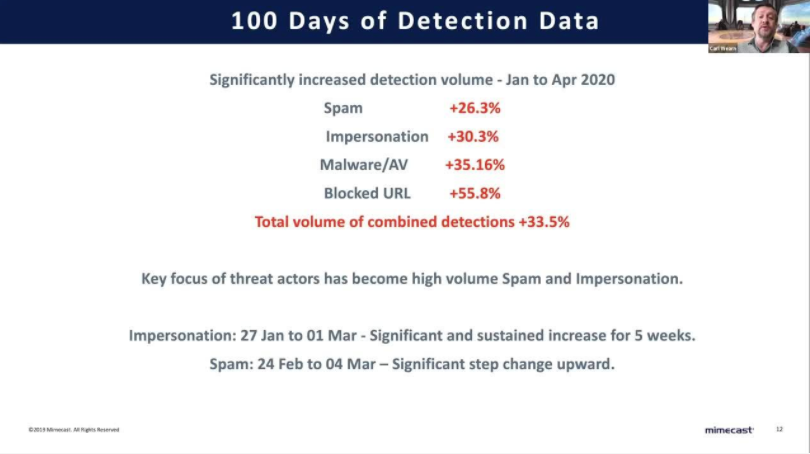 100 Days of Detection Data
Carl Wearn
Significantly increased detection volume - Jan to Apr 2020
Spam +26.3%
Impersonation +30.3%
Malware/AV +35.16%
Blocked URL +55.8%
Total volume of combined detections +33.5%
Key focus of threat actors has become high volume Spam and Impersonation.
Impersonation: 27 Jan to 01 Mar - Significant and sustained increase for 5 weeks.
Spam: 24 Feb to 04 Mar – Significant step change upward.
©2019 Mimecast. All Rights Reserved
mimecast
12